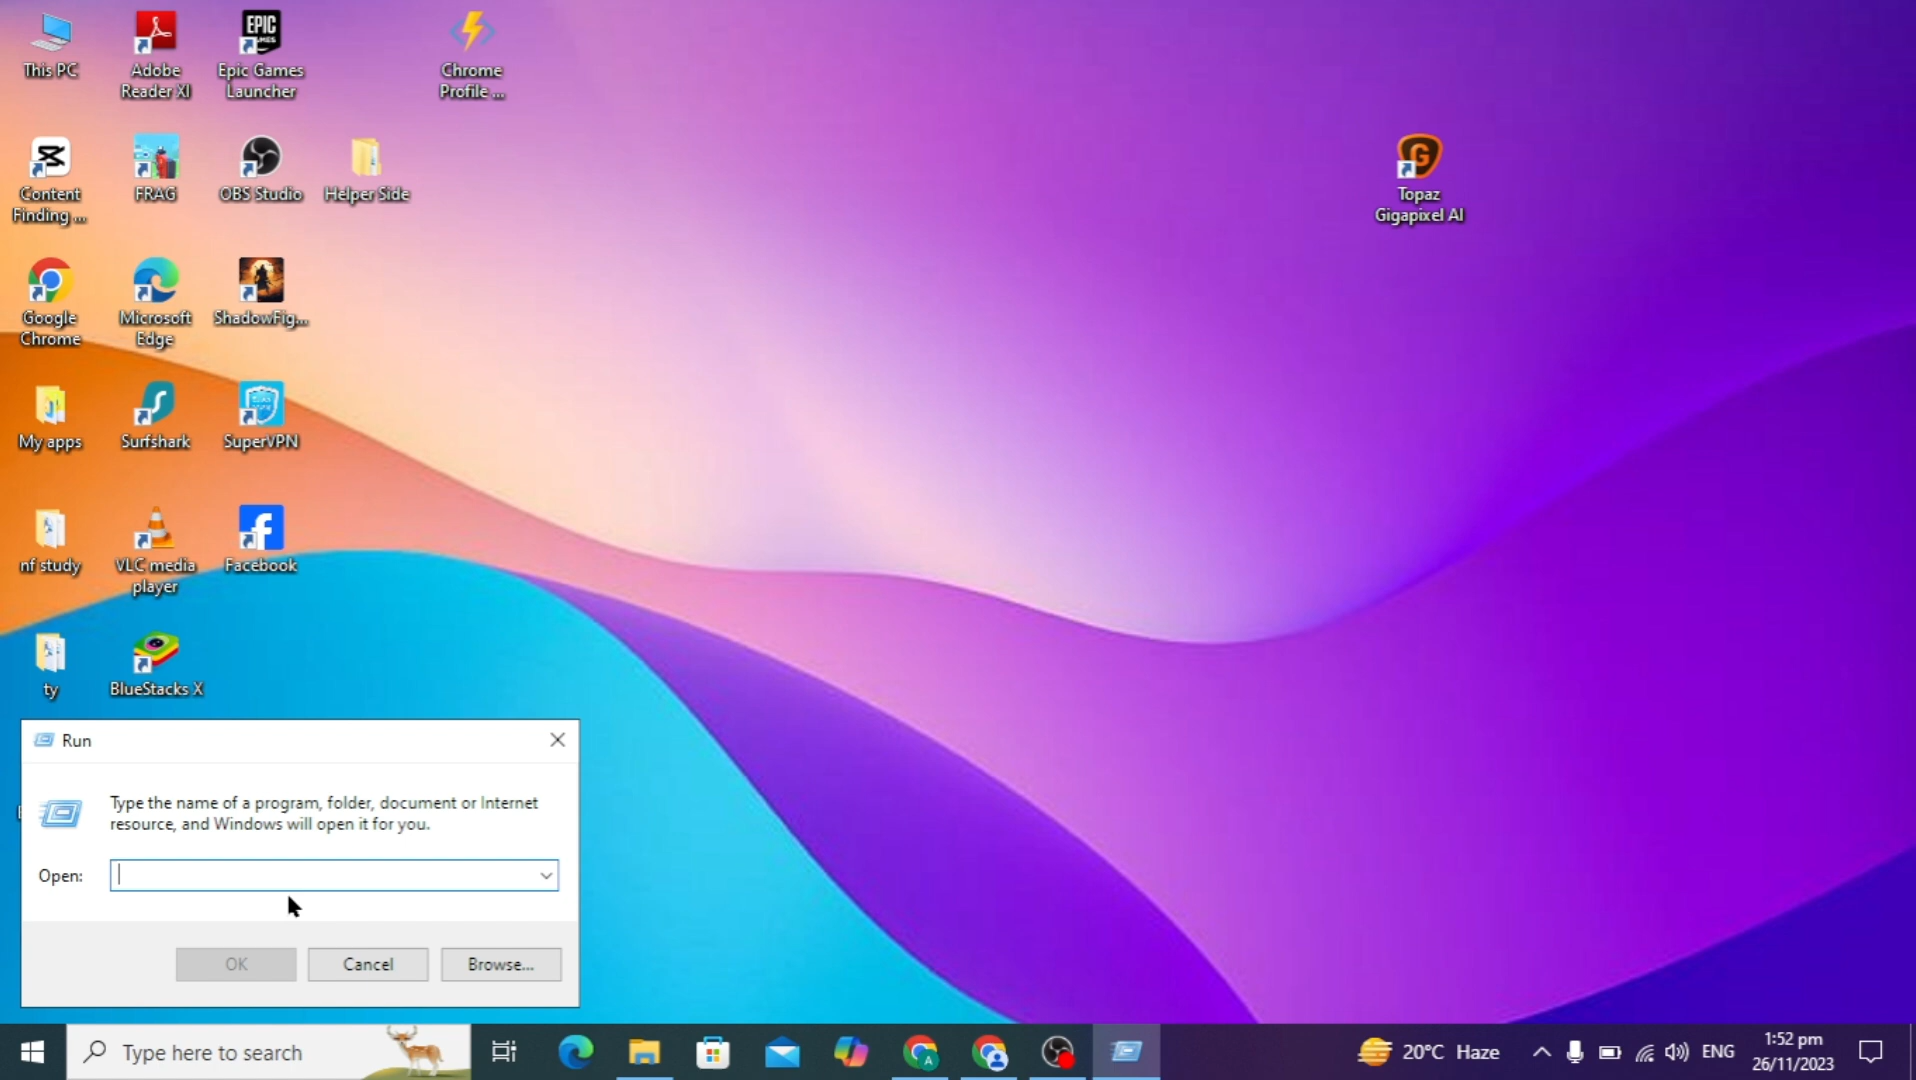 This PC
Adobe
Reader XI
EPIC
GAMES
Epic Games
Launcher
Chrome
Profile ...
Content
Finding ...
FRAG
OBS Studio
Helper Side
G
Topaz
Gigapixel AI
Google
Chrome
Microsoft
Edge
ShadowFig...
My apps
Surfshark
SuperVPN
nf study
VLC media
player
Facebook
ty
BlueStacks X
Run
Type the name of a program, folder, document or Internet
resource, and Windows will open it for you.
Open:
OK
Cancel
Browse...
Type here to search
A
20°C Haze
ENG
1:52 pm
26/11/2023